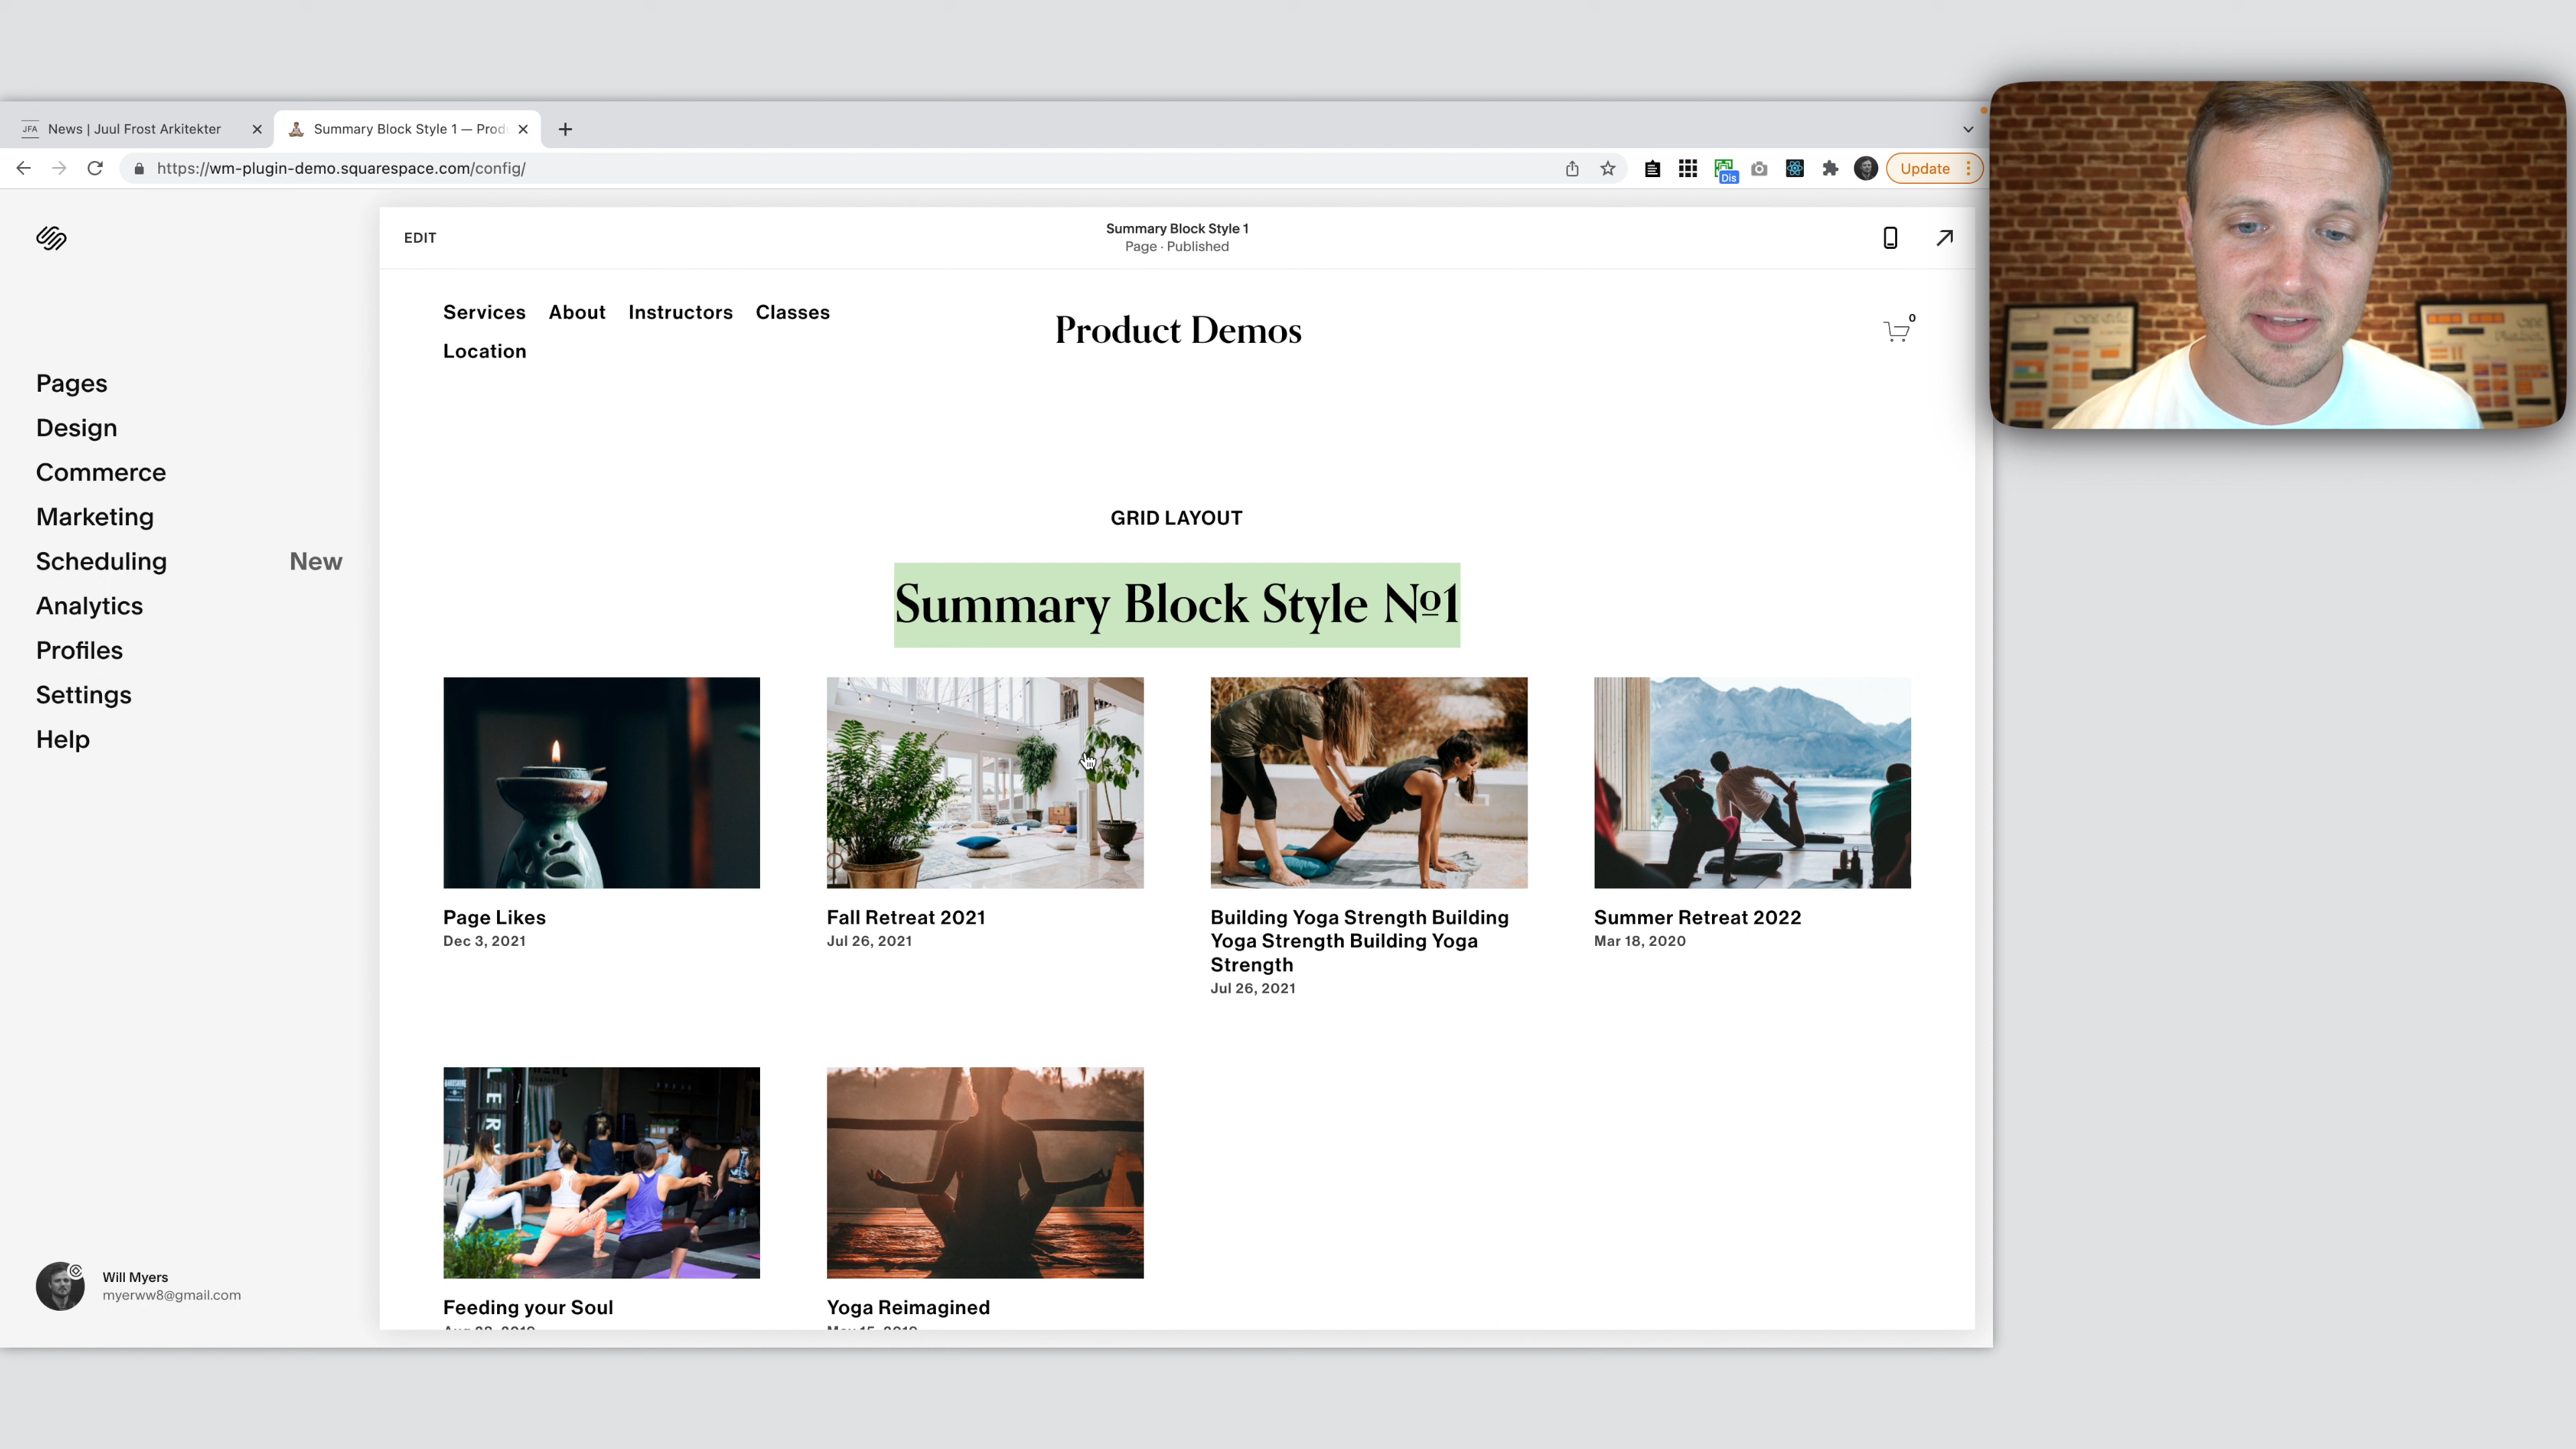 JFA News | Juul Frost Arkitekter
Summary Block Style 1 — Prod
https://wm-plugin-demo.squarespace.com/config/
Dis
Update
EDIT
Summary Block Style 1
Page · Published
Services About Instructors Classes
Location
Product Demos
0
Pages
Design
Commerce
Marketing
Scheduling New
Analytics
Profiles
Settings
Help
GRID LAYOUT
Summary Block Style №1
Page Likes
Dec 3, 2021
Fall Retreat 2021
Jul 26, 2021
Building Yoga Strength Building
Yoga Strength Building Yoga
Strength
Jul 26, 2021
Summer Retreat 2022
Mar 18, 2020
Feeding your Soul
Yoga Reimagined
Will Myers
myerww8@gmail.com